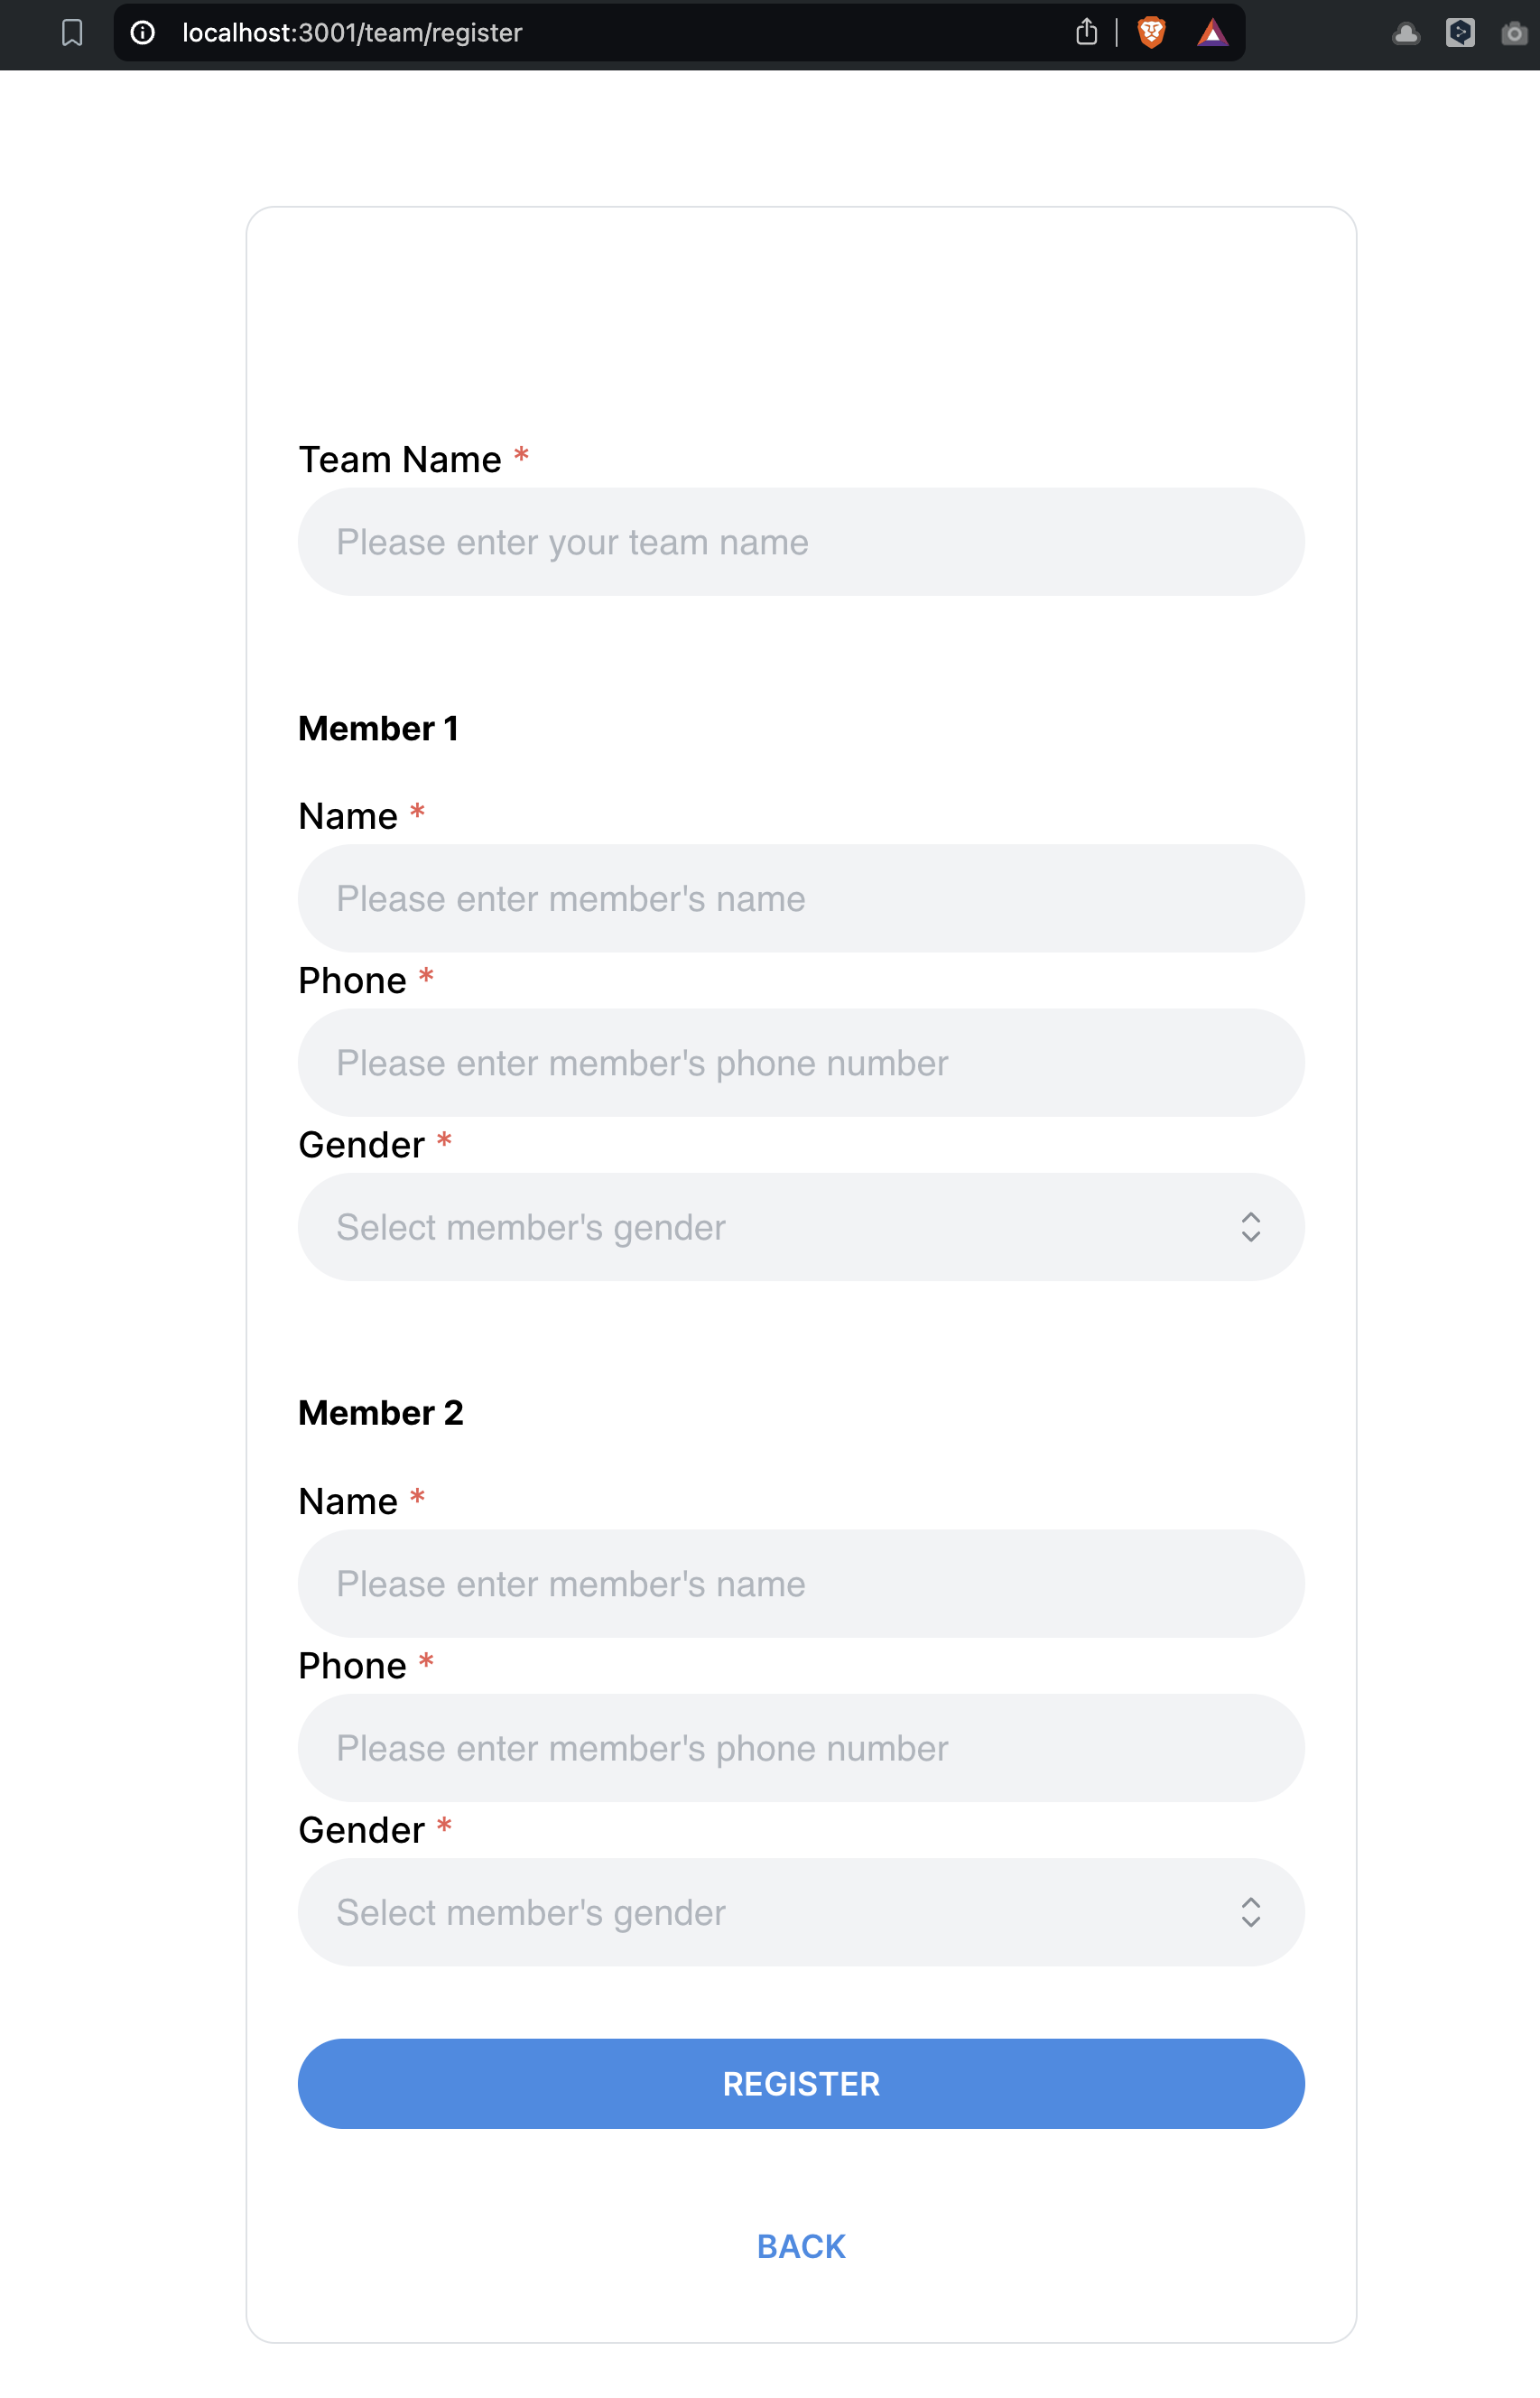 localhost:3001/team/register
Team Name *
Please enter your team name
Member 1
Name *
Please enter member's name
Phone *
Please enter member's phone number
Gender *
Select member's gender
Member 2
Name *
Please enter member's name
Phone *
Please enter member's phone number
Gender *
Select member's gender
REGISTER
BACK